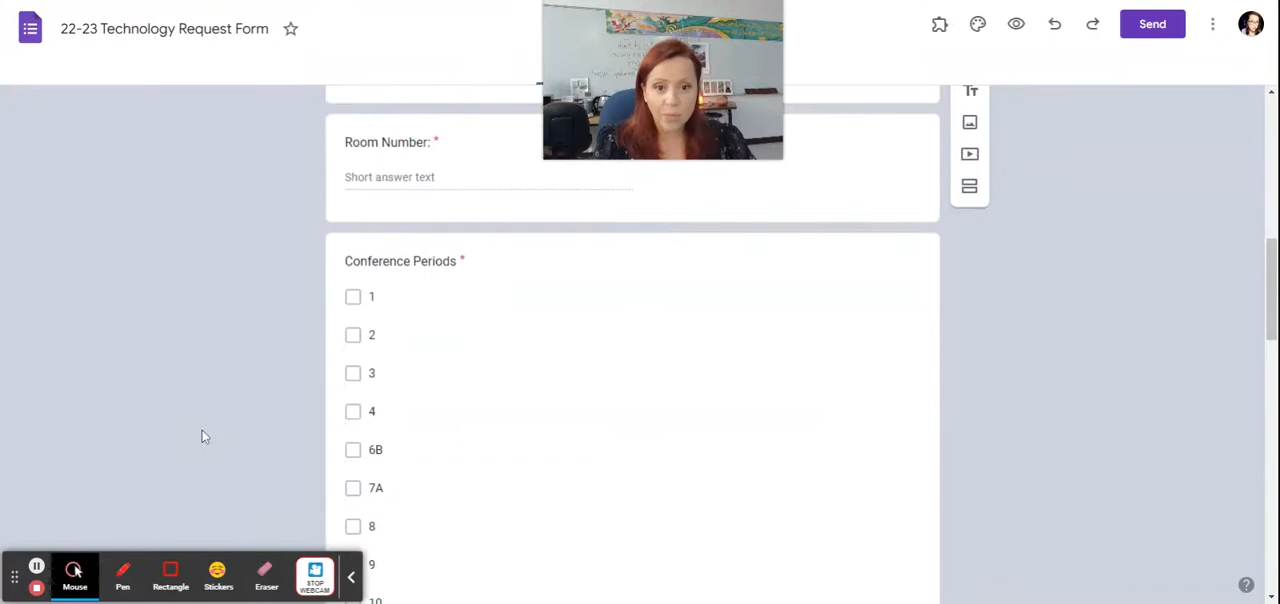 22-23 Technology Request Form
Send
Room Number: *
Short answer text
Conference Periods *
1
2
3
4
6B
7A
8
9
10
Mouse
Pen
Rectangle
Stickers
Eraser
STOP
WEBCAM